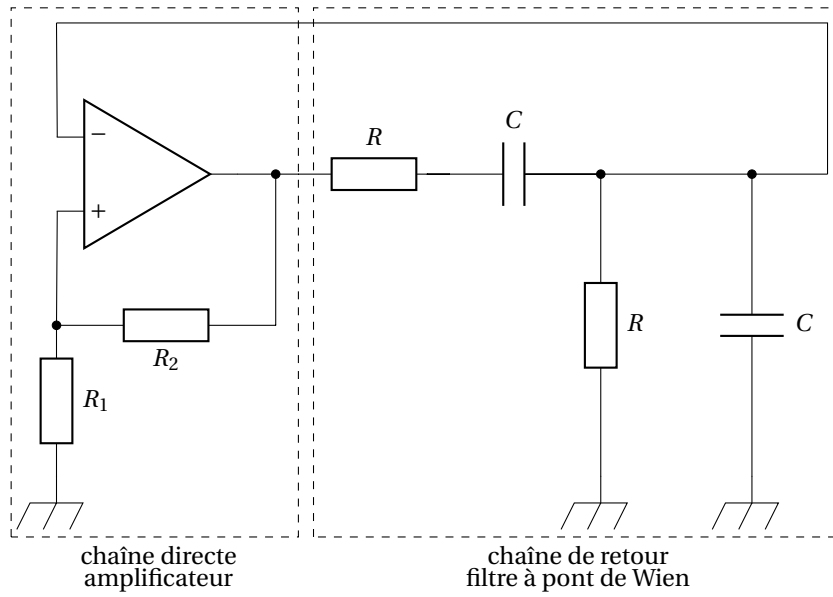 C
R
−
+
R
C
R₂
R₁
chaîne directe
amplificateur
chaîne de retour
filtre à pont de Wien